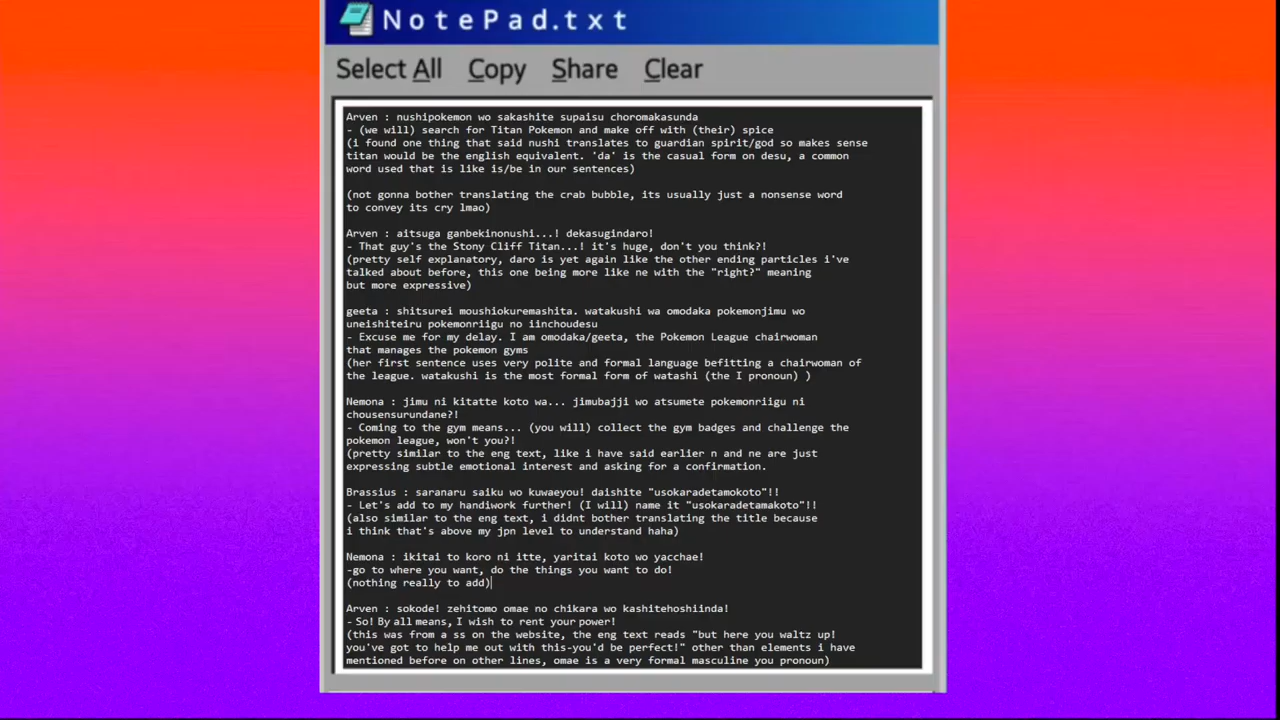 NotePad.txt
Select All Copy Share Clear
Arven : nushipokemon wo sakashite supaisu choromakasunda
- (we will) search for Titan Pokemon and make off with (their) spice
(i found one thing that said nushi translates to guardian spirit/god so makes sense
titan would be the english equivalent. 'da' is the casual form on desu, a common
word used that is like is/be in our sentences)
(not gonna bother translating the crab bubble, its usually just a nonsense word
to convey its cry lmao)
Arven : aitsuga ganbekinonushi...! dekasugindaro!
- That guy's the Stony Cliff Titan...! it's huge, don't you think?!
(pretty self explanatory, daro is yet again like the other ending particles i've
talked about before, this one being more like ne with the "right?" meaning
but more expressive)
geeta : shitsurei moushiokuremashita. watakushi wa omodaka pokemonjimu wo
uneishiteiru pokemonriigu no iinchoudesu
- Excuse me for my delay. I am omodaka/geeta, the Pokemon League chairwoman
that manages the pokemon gyms
(her first sentence uses very polite and formal language befitting a chairwoman of
the league. watakushi is the most formal form of watashi (the I pronoun) )
Nemona : jimu ni kitatte koto wa... jimubajji wo atsumete pokemonriigu ni
chousensurundane?!
- Coming to the gym means... (you will) collect the gym badges and challenge the
pokemon league, won't you?!
(pretty similar to the eng text, like i have said earlier n and ne are just
expressing subtle emotional interest and asking for a confirmation.
Brassius : saranaru saiku wo kuwaeyou! daishite "usokaradetamokoto"!!
- Let's add to my handiwork further! (I will) name it "usokaradetamakoto"!!
(also similar to the eng text, i didnt bother translating the title because
i think that's above my jpn level to understand haha)
Nemona : ikitai to koro ni itte, yaritai koto wo yacchae!
-go to where you want, do the things you want to do!
(nothing really to add)
Arven : sokode! zehitomo omae no chikara wo kashitehoshiinda!
- So! By all means, I wish to rent your power!
(this was from a ss on the website, the eng text reads "but here you waltz up!
you've got to help me out with this-you'd be perfect!" other than elements i have
mentioned before on other lines, omae is a very formal masculine you pronoun)